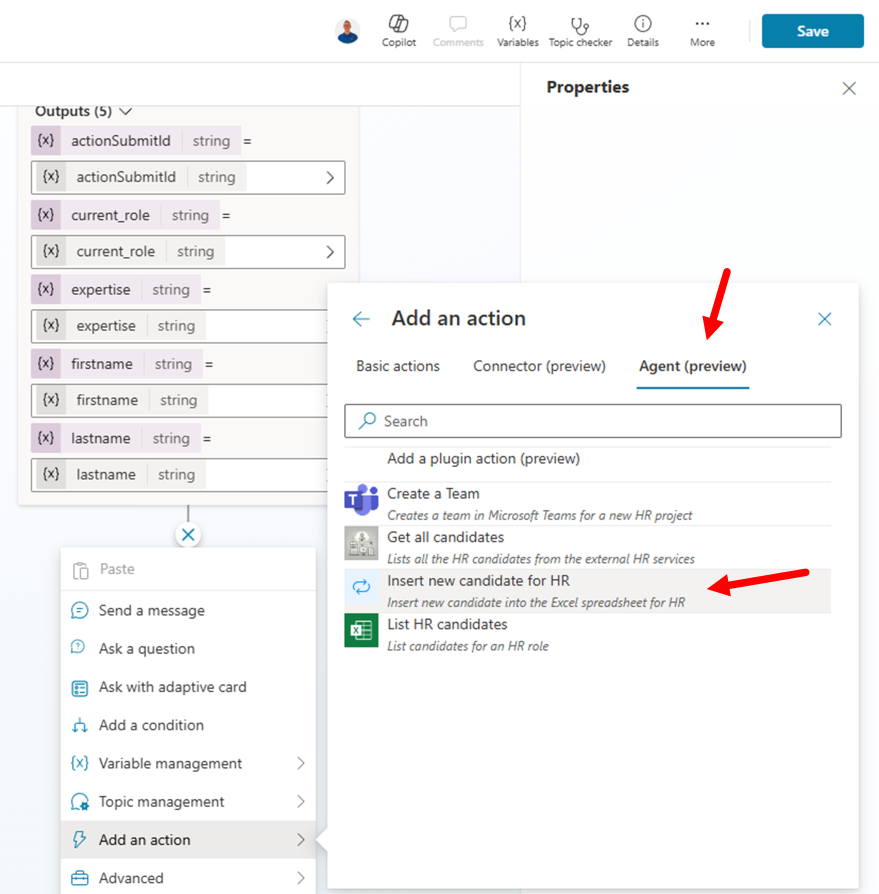 Copilot
Comments
Variables
Topic checker
Details
More
Save
Properties
Outputs (5)
{x} actionSubmitId string =
{x} actionSubmitId string
{x} current_role string =
{x} current_role string
{x} expertise string =
{x} expertise string
{x} firstname string =
{x} firstname string
{x} lastname string =
{x} lastname string
Paste
Send a message
Ask a question
Ask with adaptive card
Add a condition
{x} Variable management
Topic management
Add an action
Advanced
Add an action
Basic actions
Connector (preview)
Agent (preview)
Search
Add a plugin action (preview)
Create a Team
Creates a team in Microsoft Teams for a new HR project
Get all candidates
Lists all the HR candidates from the external HR services
Insert new candidate for HR
Insert new candidate into the Excel spreadsheet for HR
List HR candidates
List candidates for an HR role